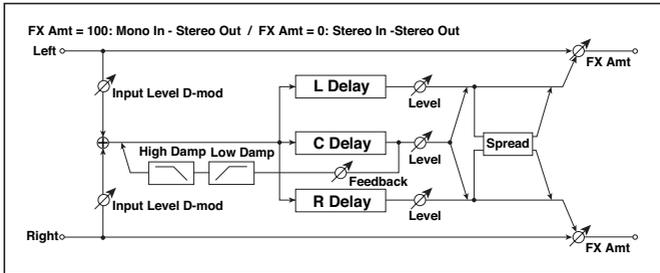 FX Amt = 100: Mono In - Stereo Out / FX Amt = 0: Stereo In -Stereo Out
Left
FX Amt
L Delay
Input Level D-mod
Level
High Damp
Low Damp
C Delay
Level
Spread
Feedback
Input Level D-mod
R Delay
Level
Right
FX Amt